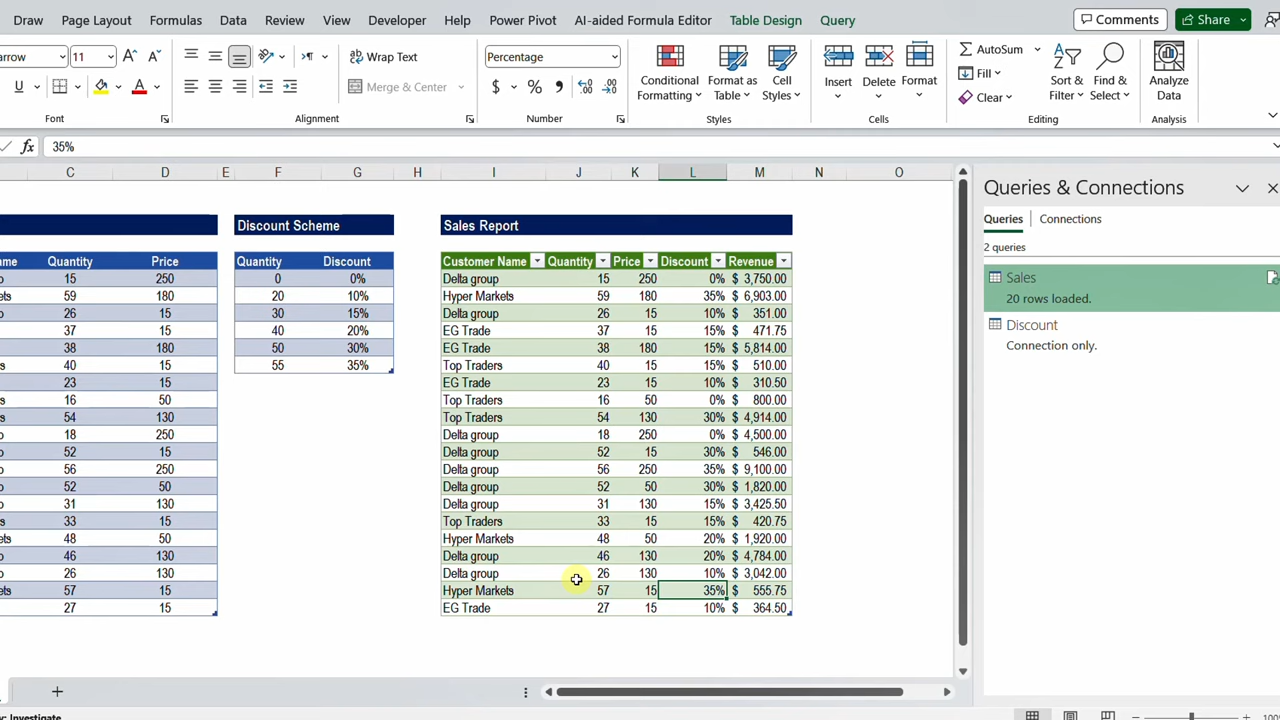 Draw Page Layout Formulas Data Review View Developer Help Power Pivot AI-aided Formula Editor Table Design Query Comments Share
11 A A Wrap Text Percentage Conditional Formatting Format as Table Cell Styles Insert Delete Format AutoSum Fill Clear Sort & Filter Find & Select Analyze Data
U A Merge & Center $ % 9
Font Alignment Number Styles Cells Editing Analysis
fx 35%
C D E F G H I J K L M N O
Queries & Connections
Queries Connections
2 queries
Sales
20 rows loaded.
Discount
Connection only.
Discount Scheme Sales Report
Quantity Price Quantity Discount Customer Name Quantity Price Discount Revenue
15 250 0 0% Delta group 15 250 0% $ 3,750.00
59 180 20 10% Hyper Markets 59 180 35% $ 6,903.00
26 15 30 15% Delta group 26 15 10% $ 351.00
37 15 40 20% EG Trade 37 15 15% $ 471.75
38 180 50 30% EG Trade 38 180 15% $ 5,814.00
40 15 55 35% Top Traders 40 15 15% $ 510.00
23 15 EG Trade 23 15 10% $ 310.50
16 50 Top Traders 16 50 0% $ 800.00
54 130 Top Traders 54 130 30% $ 4,914.00
18 250 Delta group 18 250 0% $ 4,500.00
52 15 Delta group 52 15 30% $ 546.00
56 250 Delta group 56 250 35% $ 9,100.00
52 50 Delta group 52 50 30% $ 1,820.00
31 130 Delta group 31 130 15% $ 3,425.50
33 15 Top Traders 33 15 15% $ 420.75
48 50 Hyper Markets 48 50 20% $ 1,920.00
46 130 Delta group 46 130 20% $ 4,784.00
26 130 Delta group 26 130 10% $ 3,042.00
57 15 Hyper Markets 57 15 35% $ 555.75
27 15 EG Trade 27 15 10% $ 364.50
Investigate